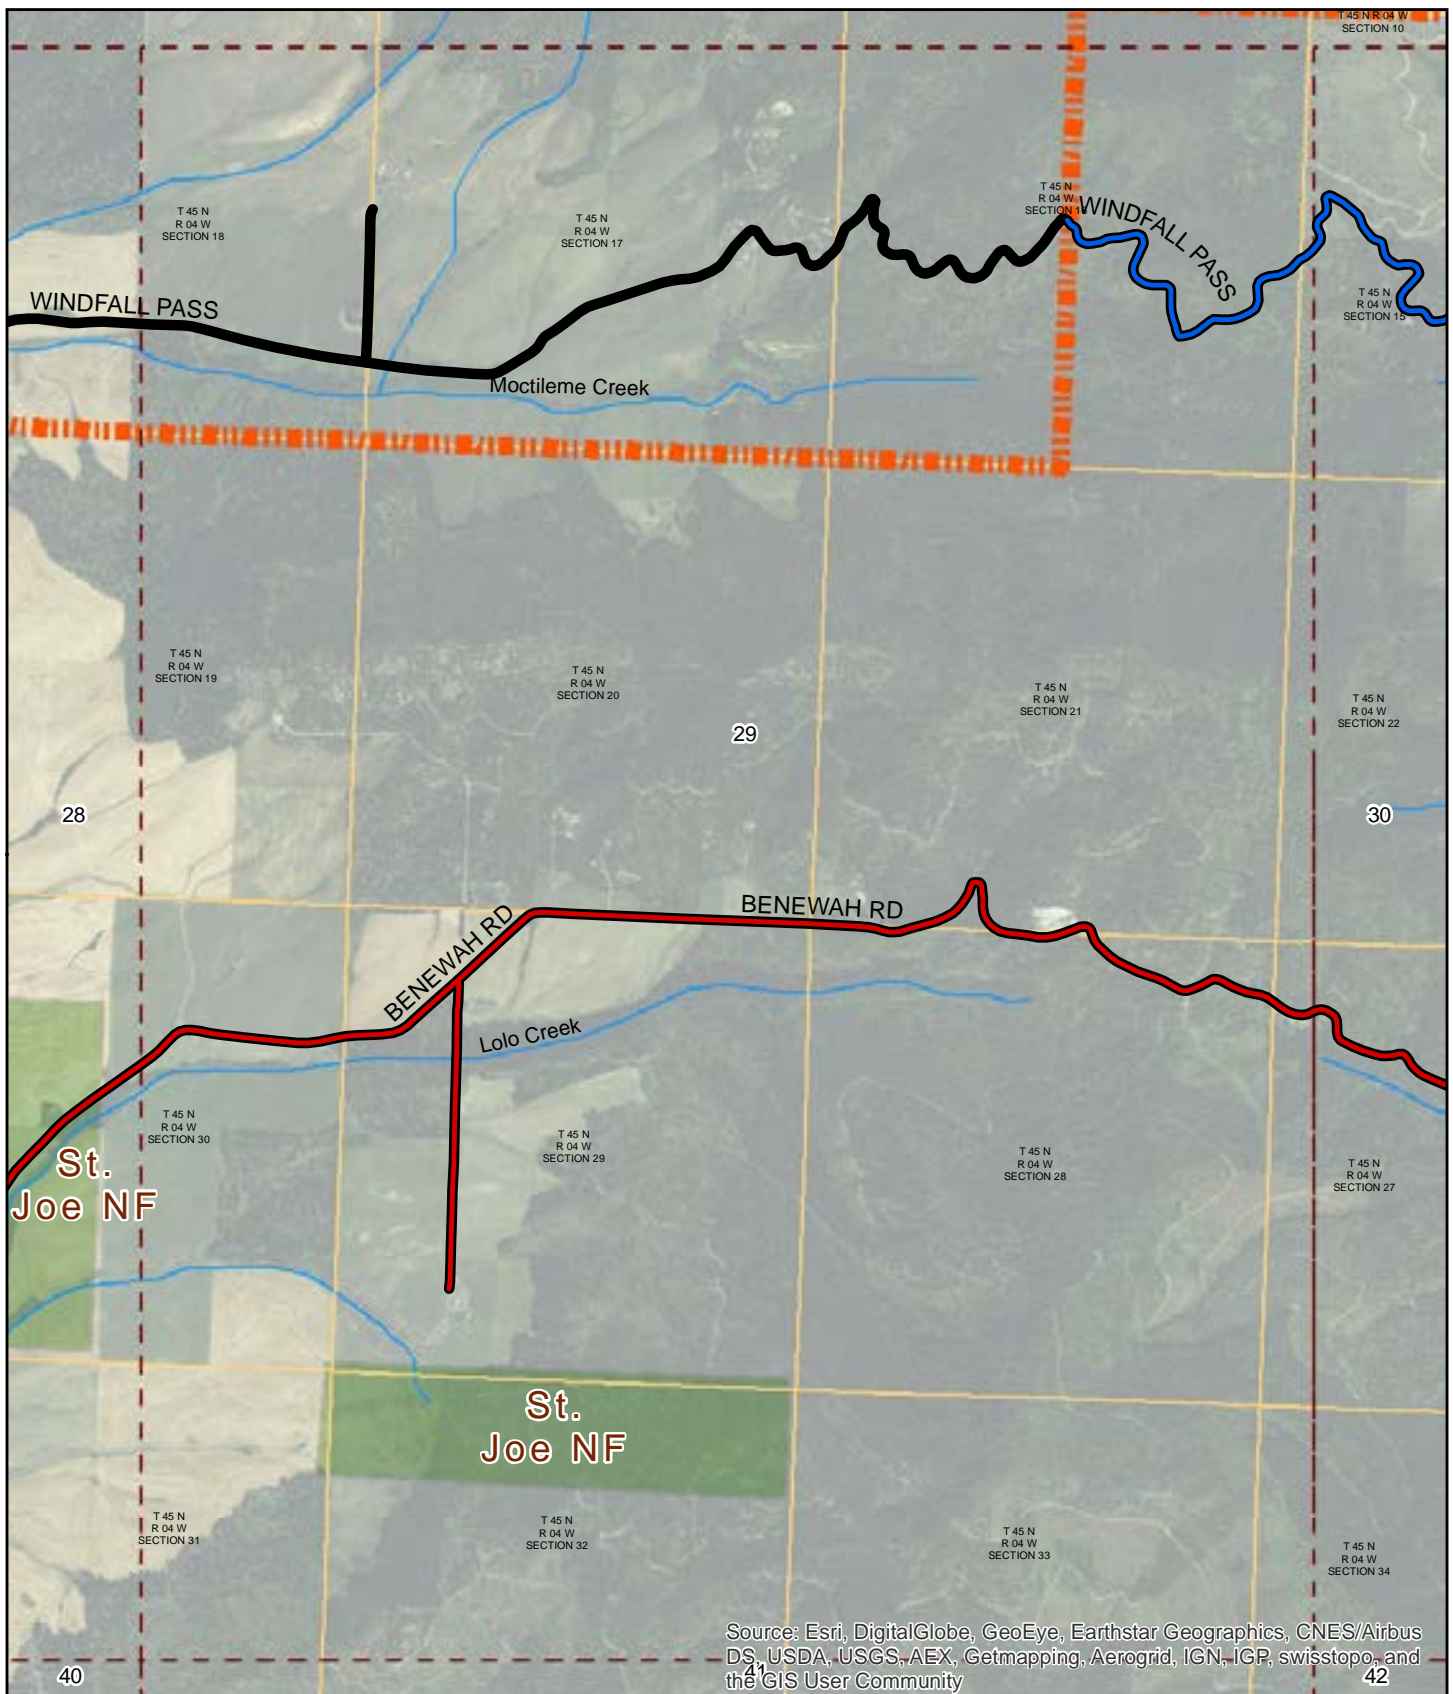 T 45 N R 04 W
SECTION 10
T 45 N
R 04 W
SECTION 18
T 45 N
R 04 W
SECTION 17
T 45 N
R 04 W
SECTION 16
WINDFALL PASS
WINDFALL PASS
T 45 N
R 04 W
SECTION 15
Moctileme Creek
T 45 N
R 04 W
SECTION 19
T 45 N
R 04 W
SECTION 20
T 45 N
R 04 W
SECTION 21
T 45 N
R 04 W
SECTION 22
29
28
30
BENEWAH RD
BENEWAH RD
Lolo Creek
T 45 N
R 04 W
SECTION 30
T 45 N
R 04 W
SECTION 29
T 45 N
R 04 W
SECTION 28
T 45 N
R 04 W
SECTION 27
St.
Joe NF
St.
Joe NF
T 45 N
R 04 W
SECTION 31
T 45 N
R 04 W
SECTION 32
T 45 N
R 04 W
SECTION 33
T 45 N
R 04 W
SECTION 34
Source: Esri, DigitalGlobe, GeoEye, Earthstar Geographics, CNES/Airbus
DS, USDA, USGS, AEX, Getmapping, Aerogrid, IGN, IGP, swisstopo, and
the GIS User Community
40
41
42